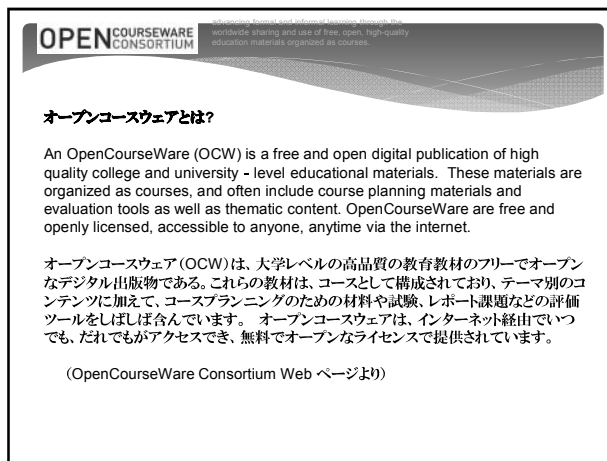 advancing formal and informal learning through the
OPENCOURSEWARE
CONSORTIUM
worldwide sharing and use of free, open, high-quality
education materials organized as courses.
オープンコースウェアとは?
An OpenCourseWare (OCW) is a free and open digital publication of high
quality college and university - level educational materials. These materials are
organized as courses, and often include course planning materials and
evaluation tools as well as thematic content. OpenCourseWare are free and
openly licensed, accessible to anyone, anytime via the internet.
オープンコースウェア(OCW)は、大学レベルの高品質の教育教材のフリーでオープン
なデジタル出版物である。これらの教材は、コースとして構成されており、テーマ別のコ
ンテンツに加えて、コースプランニングのための材料や試験、レポート課題などの評価
ツールをしばしば含んでいます。 オープンコースウェアは、インターネット経由でいつ
でも、だれでもがアクセスでき、無料でオープンなライセンスで提供されています。
(OpenCourseWare Consortium Web ページより)